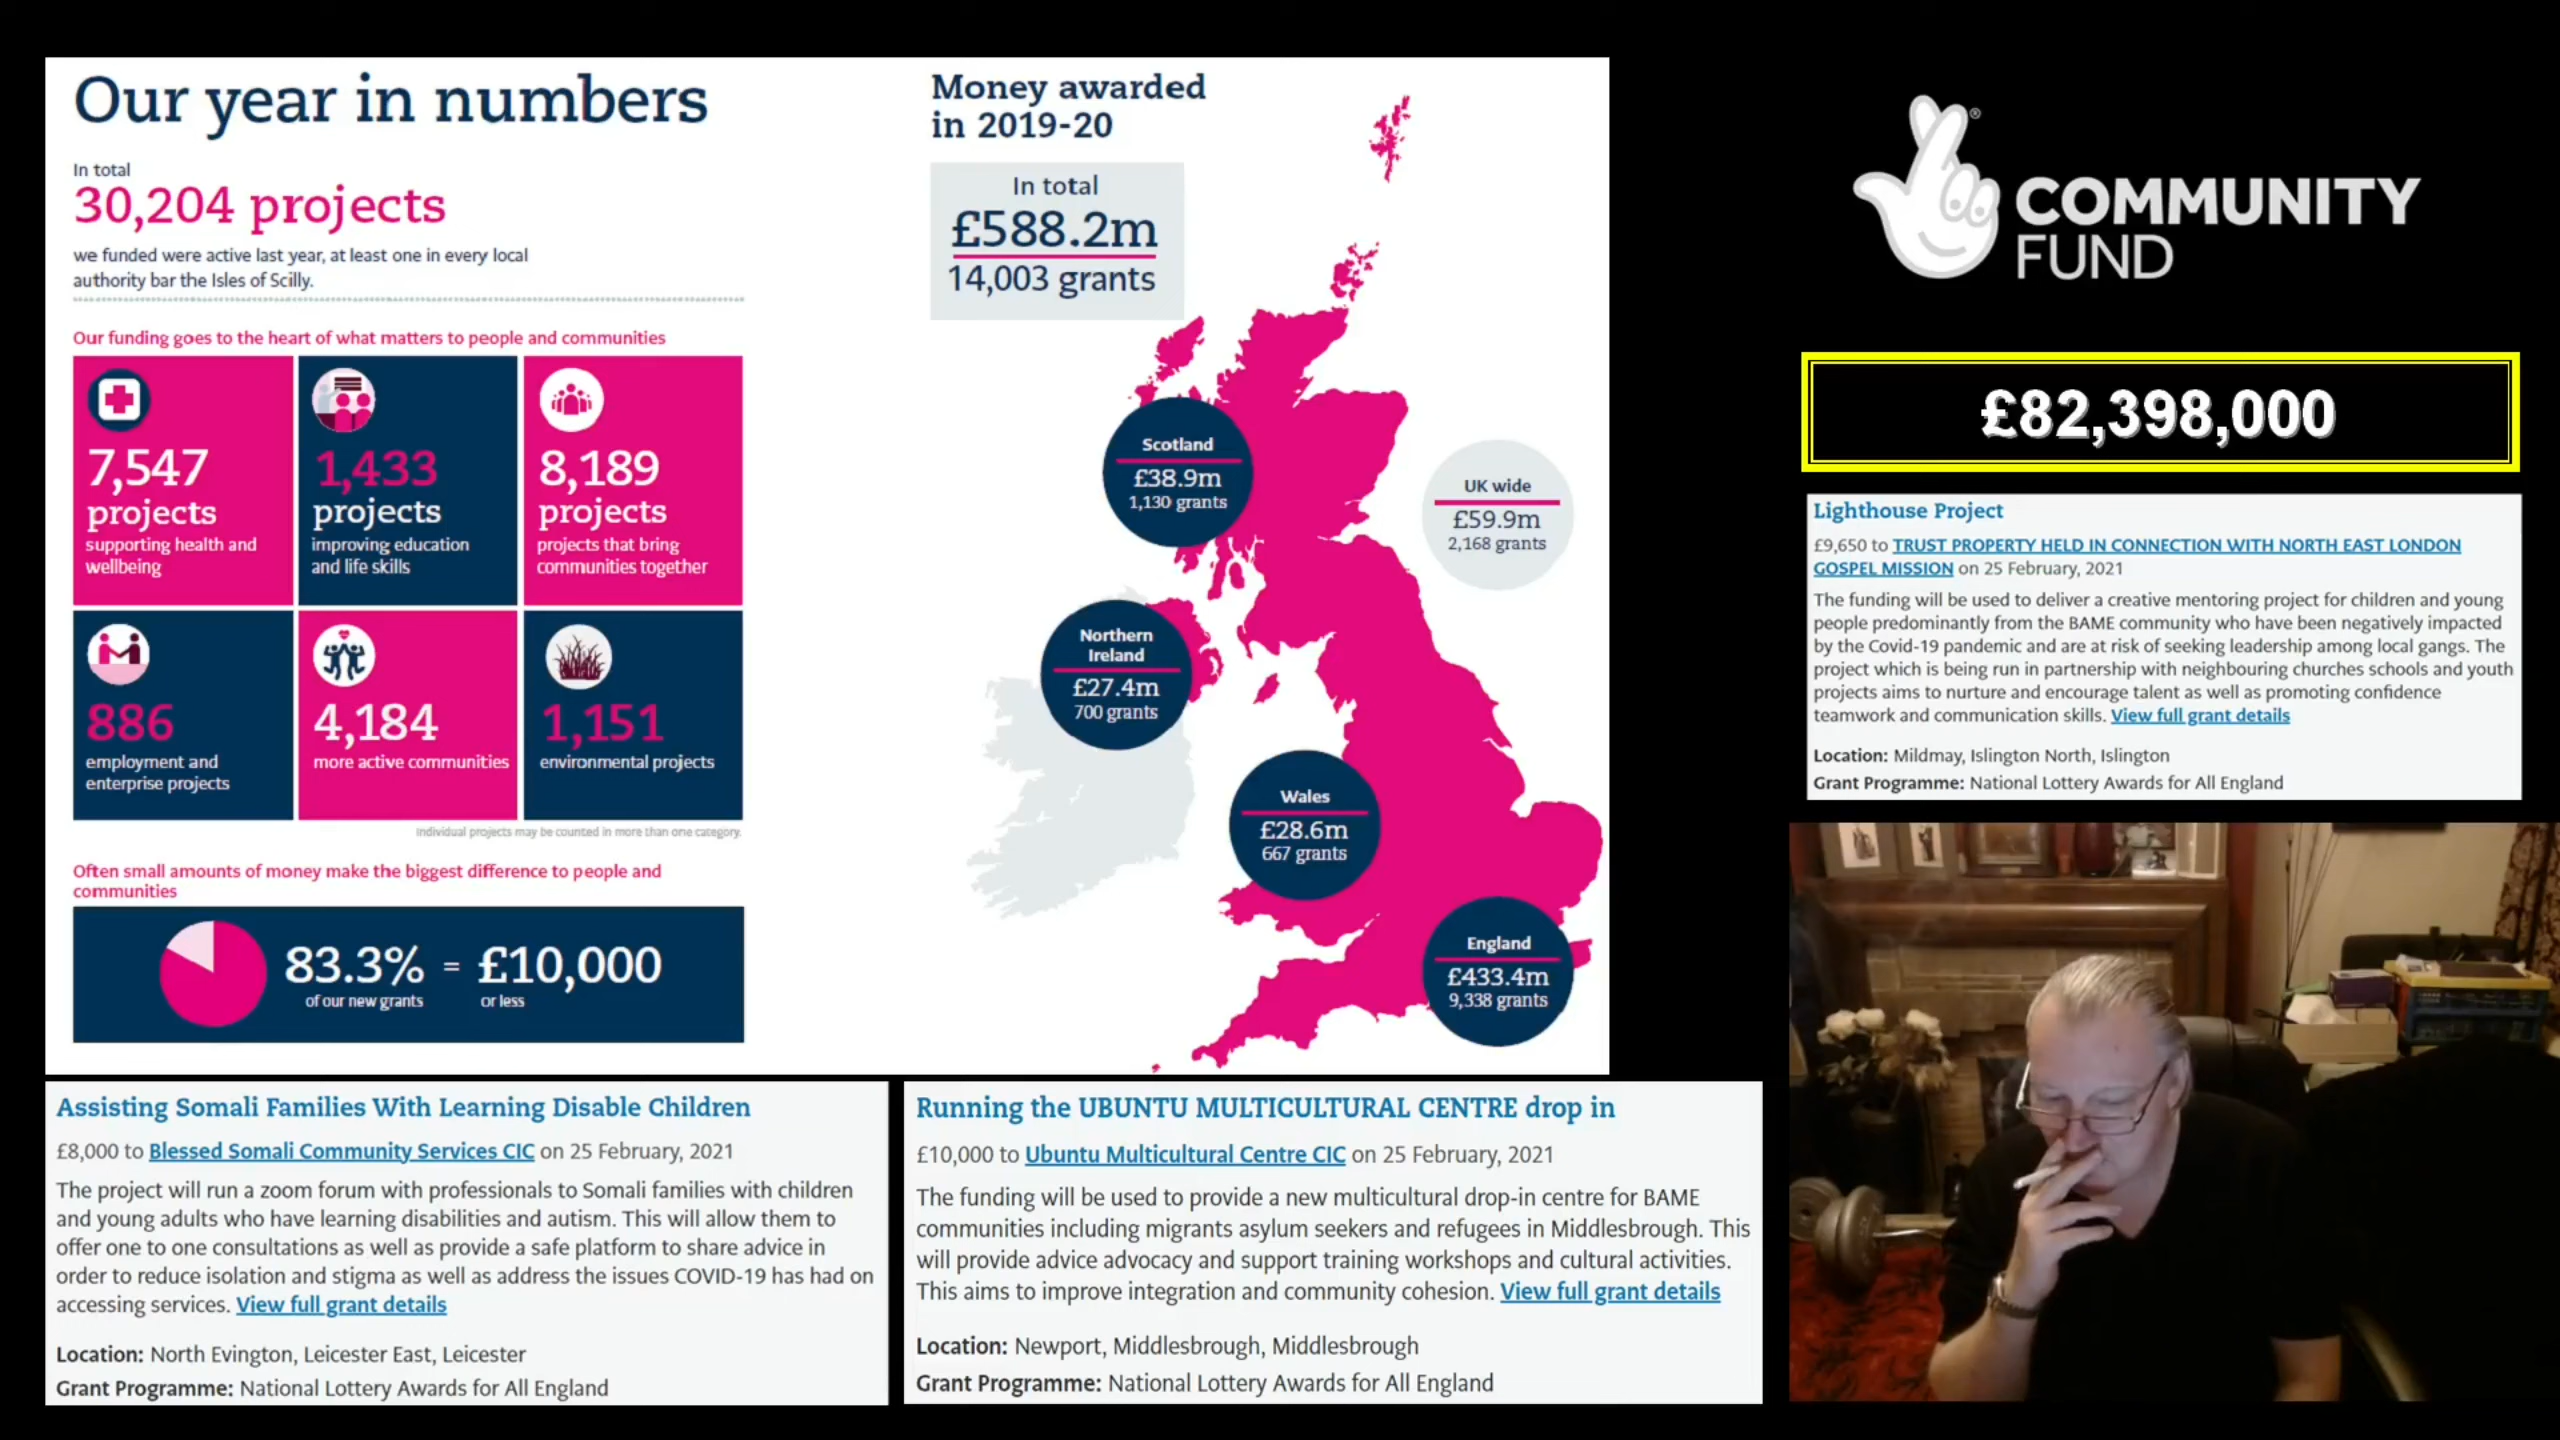 Our year in numbers
In total
30,204 projects
we funded were active last year, at least one in every local
authority bar the Isles of Scilly.
Our funding goes to the heart of what matters to people and communities
7,547
projects
supporting health and
wellbeing
1,433
projects
improving education
and life skills
8,189
projects
projects that bring
communities together
886
employment and
enterprise projects
4,184
more active communities
1,151
environmental projects
Individual projects may be counted in more than one category.
Often small amounts of money make the biggest difference to people and
communities
83.3% = £10,000
of our new grants or less
Money awarded
in 2019-20
In total
£588.2m
14,003 grants
Scotland
£38.9m
1,130 grants
UK wide
£59.9m
2,168 grants
Northern
Ireland
£27.4m
700 grants
Wales
£28.6m
667 grants
England
£433.4m
9,338 grants
®
COMMUNITY
FUND
£82,398,000
Lighthouse Project
£9,650 to TRUST PROPERTY HELD IN CONNECTION WITH NORTH EAST LONDON
GOSPEL MISSION on 25 February, 2021
The funding will be used to deliver a creative mentoring project for children and young
people predominantly from the BAME community who have been negatively impacted
by the Covid-19 pandemic and are at risk of seeking leadership among local gangs. The
project which is being run in partnership with neighbouring churches schools and youth
projects aims to nurture and encourage talent as well as promoting confidence
teamwork and communication skills. View full grant details
Location: Mildmay, Islington North, Islington
Grant Programme: National Lottery Awards for All England
Assisting Somali Families With Learning Disable Children
£8,000 to Blessed Somali Community Services CIC on 25 February, 2021
The project will run a zoom forum with professionals to Somali families with children
and young adults who have learning disabilities and autism. This will allow them to
offer one to one consultations as well as provide a safe platform to share advice in
order to reduce isolation and stigma as well as address the issues COVID-19 has had on
accessing services. View full grant details
Location: North Evington, Leicester East, Leicester
Grant Programme: National Lottery Awards for All England
Running the UBUNTU MULTICULTURAL CENTRE drop in
£10,000 to Ubuntu Multicultural Centre CIC on 25 February, 2021
The funding will be used to provide a new multicultural drop-in centre for BAME
communities including migrants asylum seekers and refugees in Middlesbrough. This
will provide advice advocacy and support training workshops and cultural activities.
This aims to improve integration and community cohesion. View full grant details
Location: Newport, Middlesbrough, Middlesbrough
Grant Programme: National Lottery Awards for All England